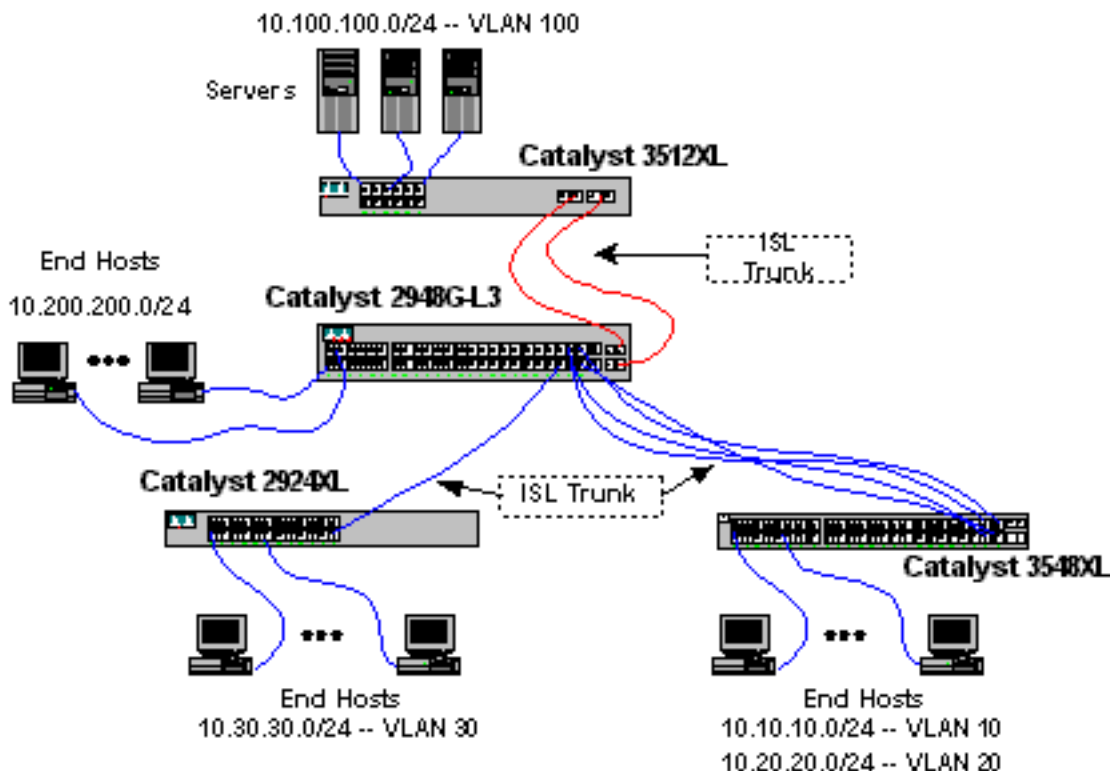 10.100.100.0/24 -- VLAN 100
Servers
Catalyst 3512XL
ISL
Trunk
End Hosts
10.200.200.0/24
Catalyst 2948G-L3
Catalyst 2924XL
ISL Trunk
Catalyst 3548XL
End Hosts
10.30.30.0/24 -- VLAN 30
End Hosts
10.10.10.0/24 -- VLAN 10
10.20.20.0/24 -- VLAN 20